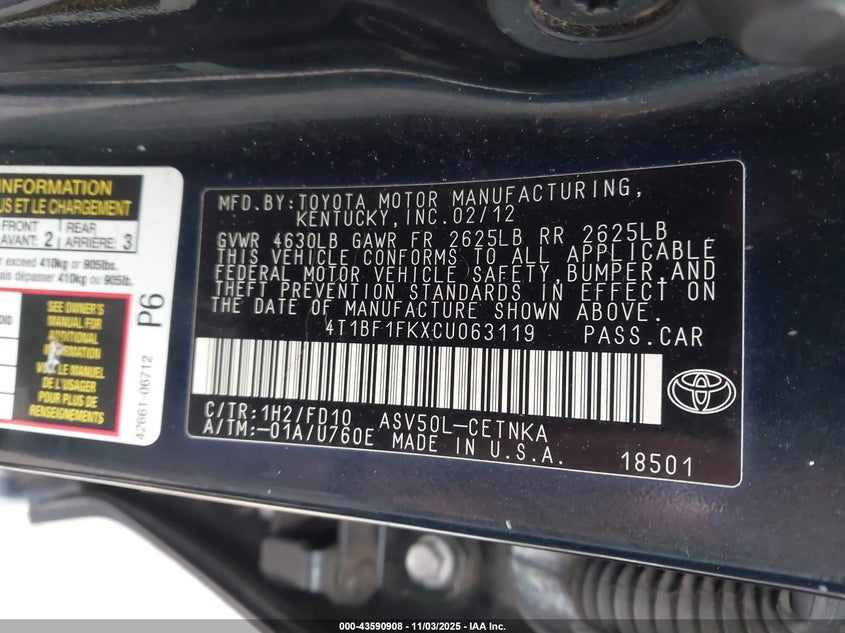 INFORMATION
US ET LE CHARGEMENT
FRONT
AVANT: 2
REAR
ARRIÈRE: 3
er exceed 410kg or 905lbs.
ais dépasser 410kg ou 905lb.
OID
SEE OWNER'S
MANUAL FOR
ADDITIONAL
INFORMATION
VOIR LE MANUEL
DE L'USAGER
POUR PLUS DE
RENSEIGNEMENTS
P6
42661-06712
MFD.BY:TOYOTA MOTOR MANUFACTURING,
KENTUCKY,INC.02/12
GVWR 4630LB GAWR FR 2625LB RR 2625LB
THIS VEHICLE CONFORMS TO ALL APPLICABLE
FEDERAL MOTOR VEHICLE SAFETY,BUMPER,AND
THEFT PREVENTION STANDARDS IN EFFECT ON
THE DATE OF MANUFACTURE SHOWN ABOVE.
4T1BF1FKXCU063119 PASS.CAR
C/TR:1H2/FD10 ASV50L-CETNKA
A/TM:-01A/U760E MADE IN U.S.A.
18501
000-43590908 - 11/03/2025 - IAA Inc.